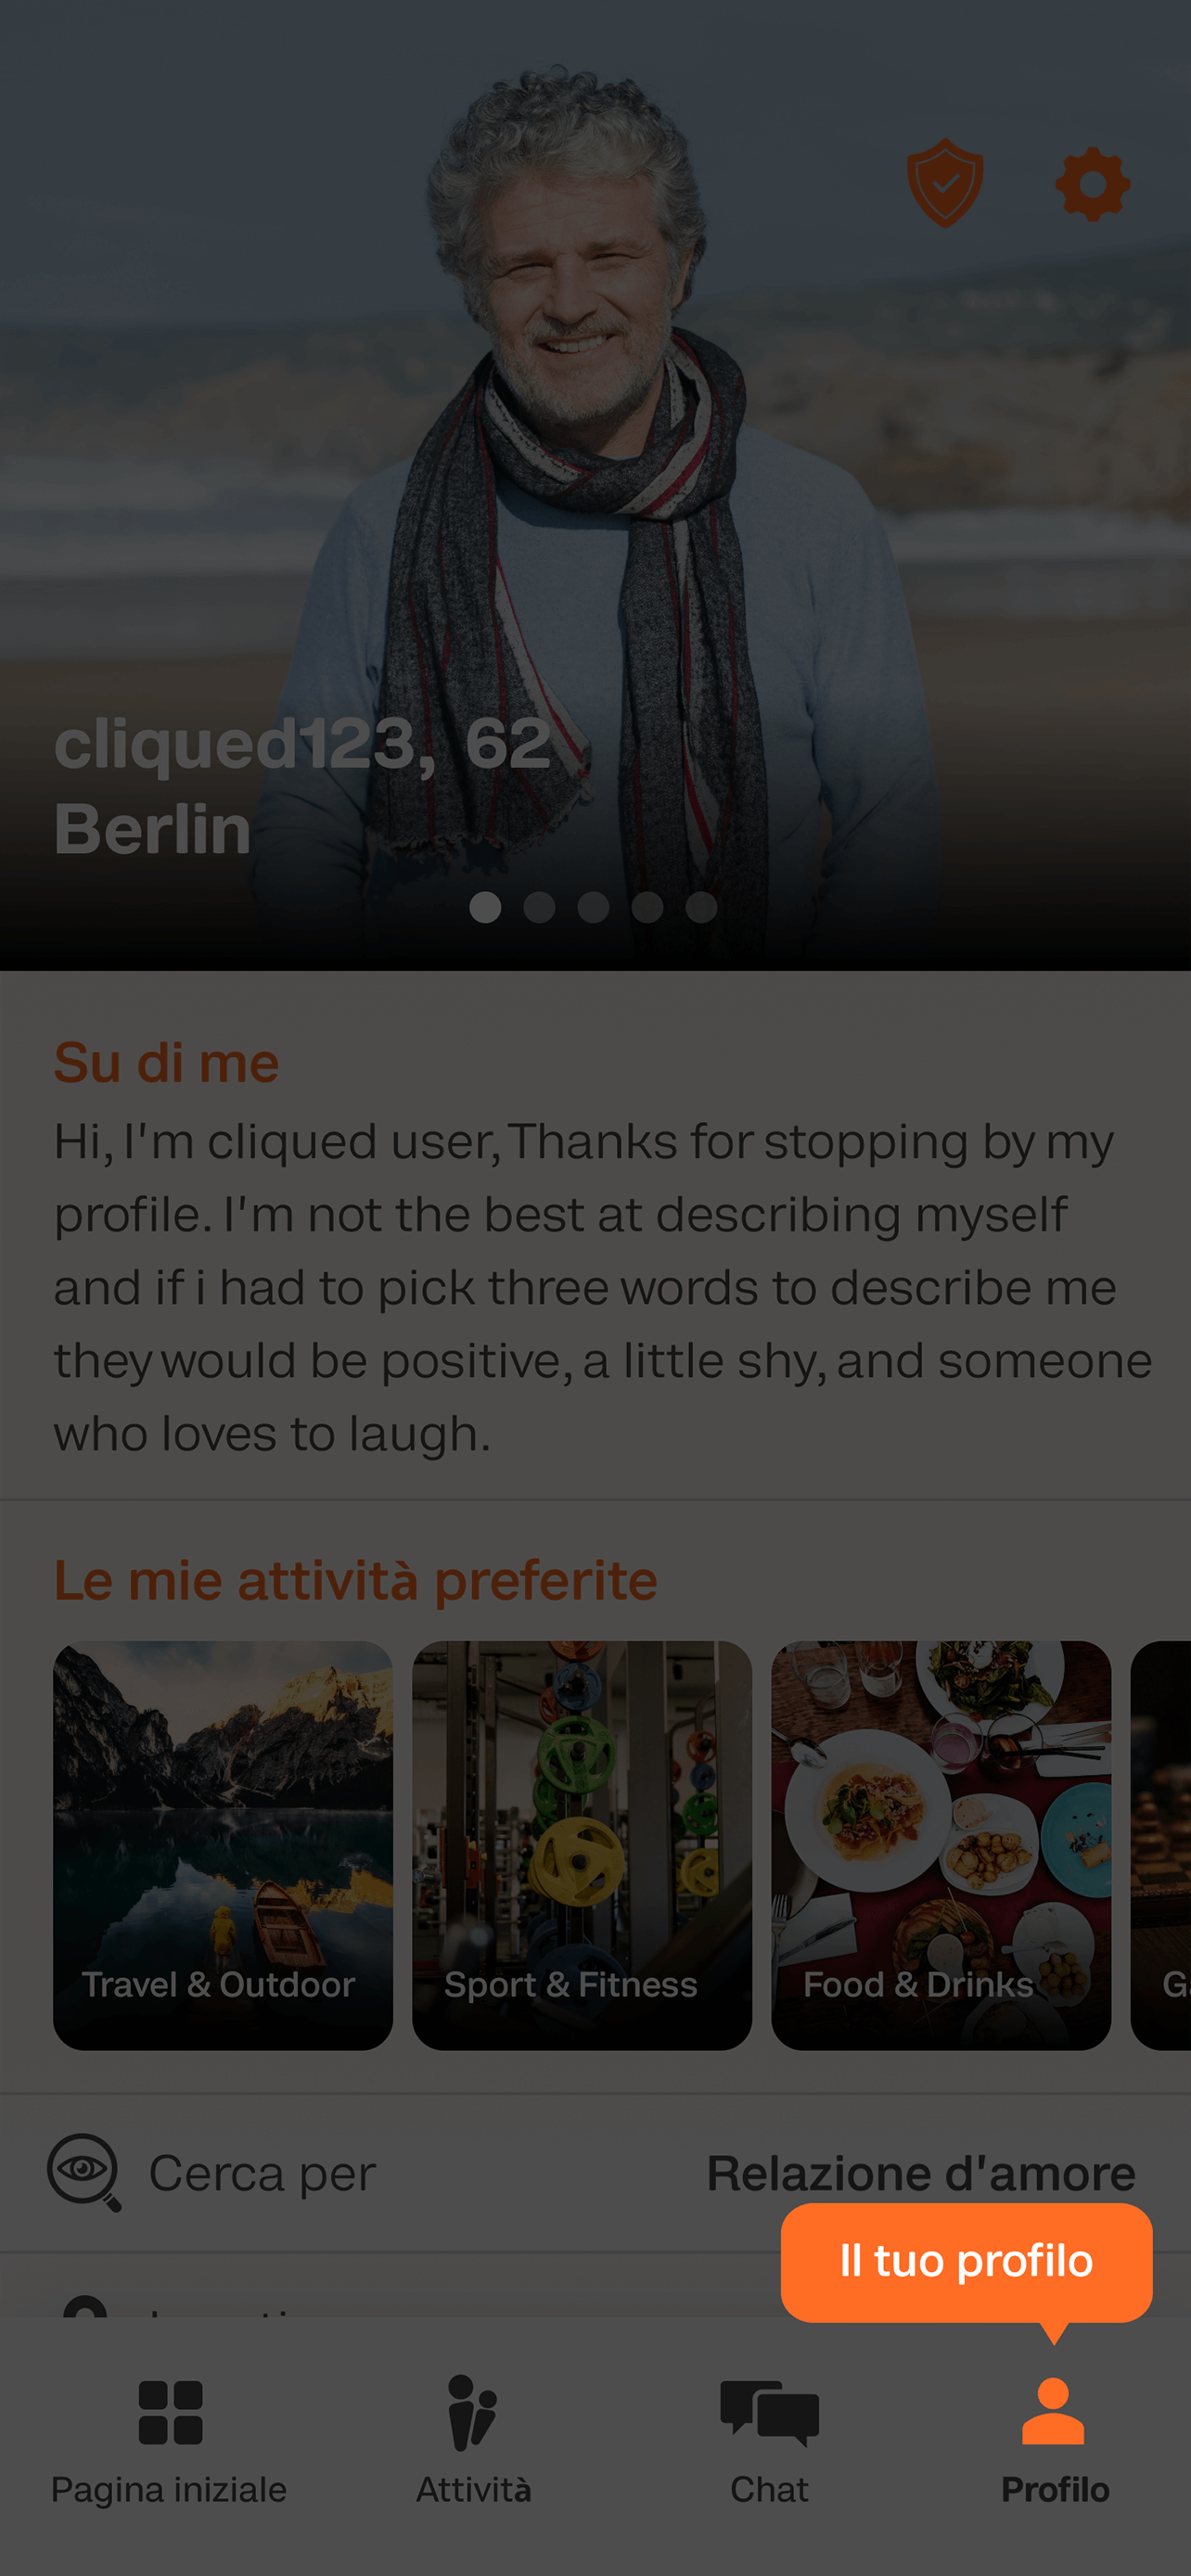 cliqued123, 62
Berlin
Su di me
Hi, I'm cliqued user, Thanks for stopping by my
profile. I'm not the best at describing myself
and if i had to pick three words to describe me
they would be positive, a little shy, and someone
who loves to laugh.
Le mie attività preferite
Travel & Outdoor
Sport & Fitness
Food & Drinks
Cerca per
Relazione d'amore
Il tuo profilo
Pagina iniziale
Attività
Chat
Profilo